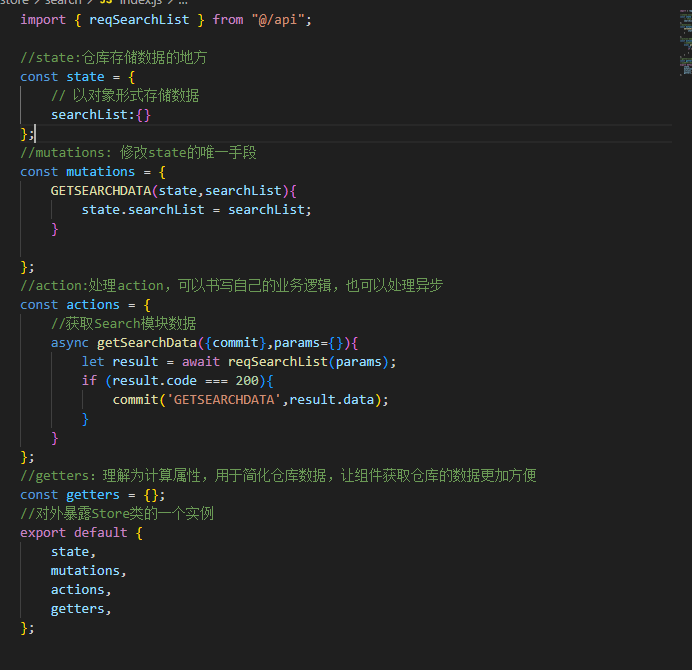 store > search > JS index.js > ...
import { reqSearchList } from "@/api";
//state:仓库存储数据的地方
const state = {
    // 以对象形式存储数据
    searchList:{}
};
//mutations: 修改state的唯一手段
const mutations = {
    GETSEARCHDATA(state,searchList){
        state.searchList = searchList;
    }
};
//action:处理action，可以书写自己的业务逻辑，也可以处理异步
const actions = {
    //获取Search模块数据
    async getSearchData({commit},params={}){
        let result = await reqSearchList(params);
        if (result.code === 200){
            commit('GETSEARCHDATA',result.data);
        }
    }
};
//getters：理解为计算属性，用于简化仓库数据，让组件获取仓库的数据更加方便
const getters = {};
//对外暴露Store类的一个实例
export default {
    state,
    mutations,
    actions,
    getters,
};